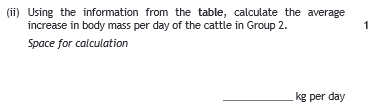 (ii) Using the information from the table, calculate the average
increase in body mass per day of the cattle in Group 2. 1
Space for calculation
____________ kg per day